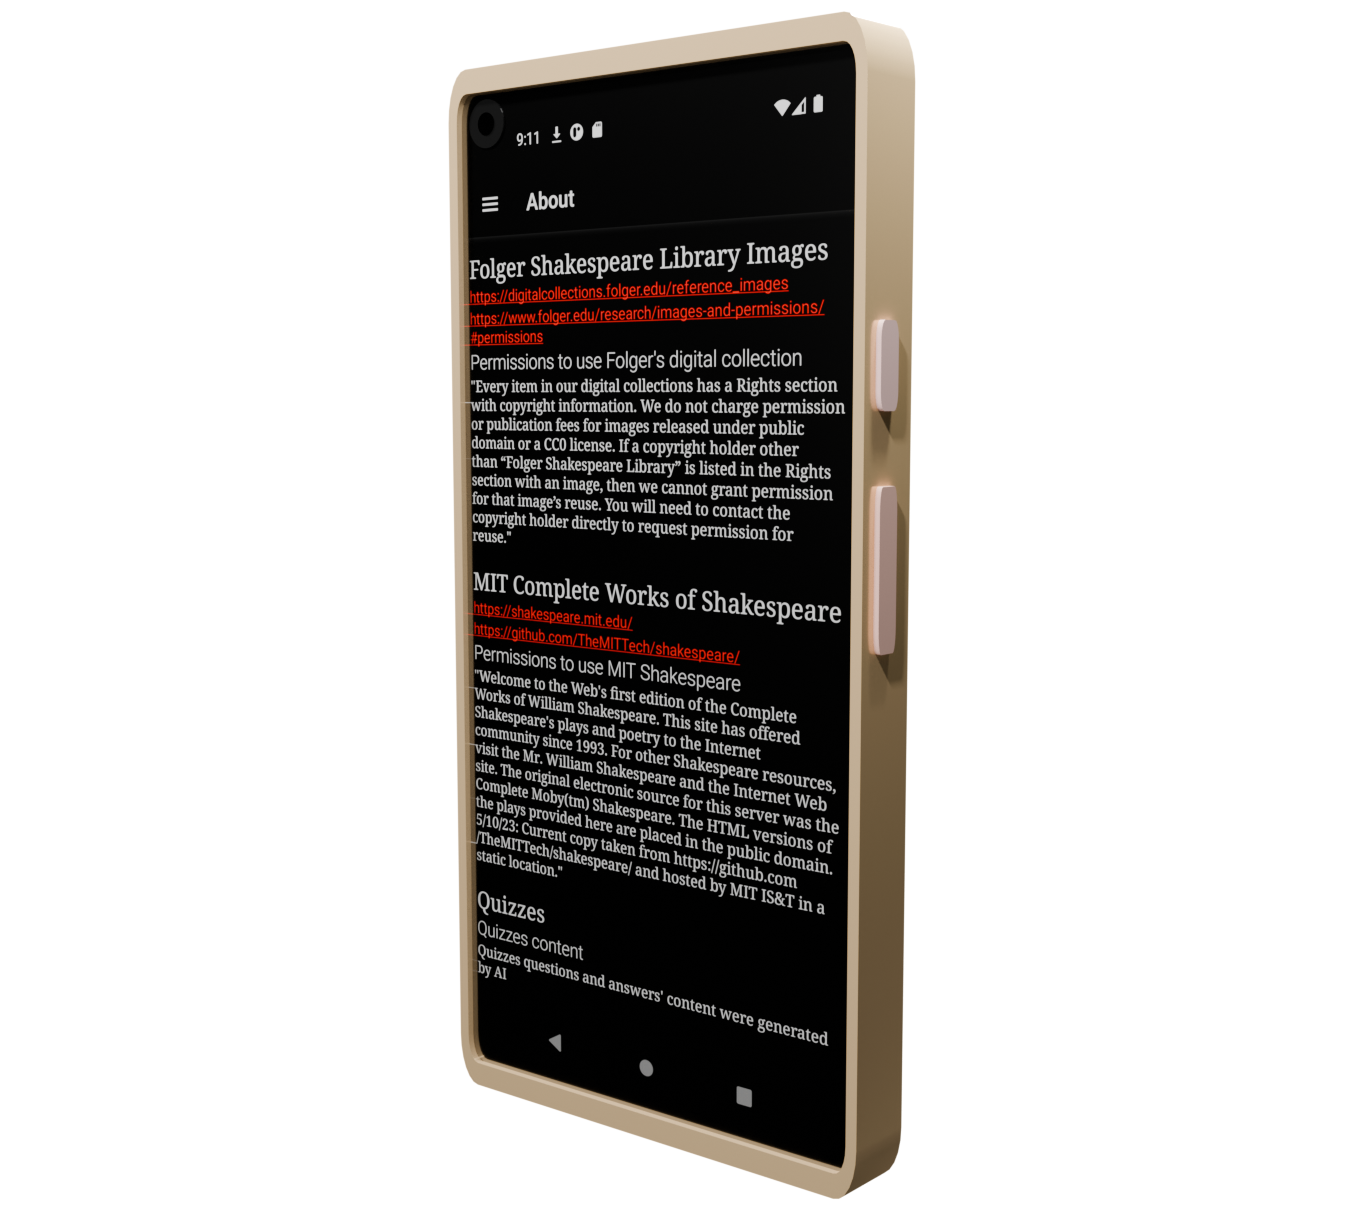 9:11
About
Folger Shakespeare Library Images
https://digitalcollections.folger.edu/reference_images
https://www.folger.edu/research/images-and-permissions/
#permissions
Permissions to use Folger's digital collection
"Every item in our digital collections has a Rights section
with copyright information. We do not charge permission
or publication fees for images released under public
domain or a CC0 license. If a copyright holder other
than “Folger Shakespeare Library” is listed in the Rights
section with an image, then we cannot grant permission
for that image’s reuse. You will need to contact the
copyright holder directly to request permission for
reuse."
MIT Complete Works of Shakespeare
https://shakespeare.mit.edu/
https://github.com/TheMITTech/shakespeare/
Permissions to use MIT Shakespeare
"Welcome to the Web's first edition of the Complete
Works of William Shakespeare. This site has offered
Shakespeare's plays and poetry to the Internet
community since 1993. For other Shakespeare resources,
visit the Mr. William Shakespeare and the Internet Web
site. The original electronic source for this server was the
Complete Moby(tm) Shakespeare. The HTML versions of
the plays provided here are placed in the public domain.
5/10/23: Current copy taken from https://github.com
/TheMITTech/shakespeare/ and hosted by MIT IS&T in a
static location."
Quizzes
Quizzes content
Quizzes questions and answers' content were generated
by AI